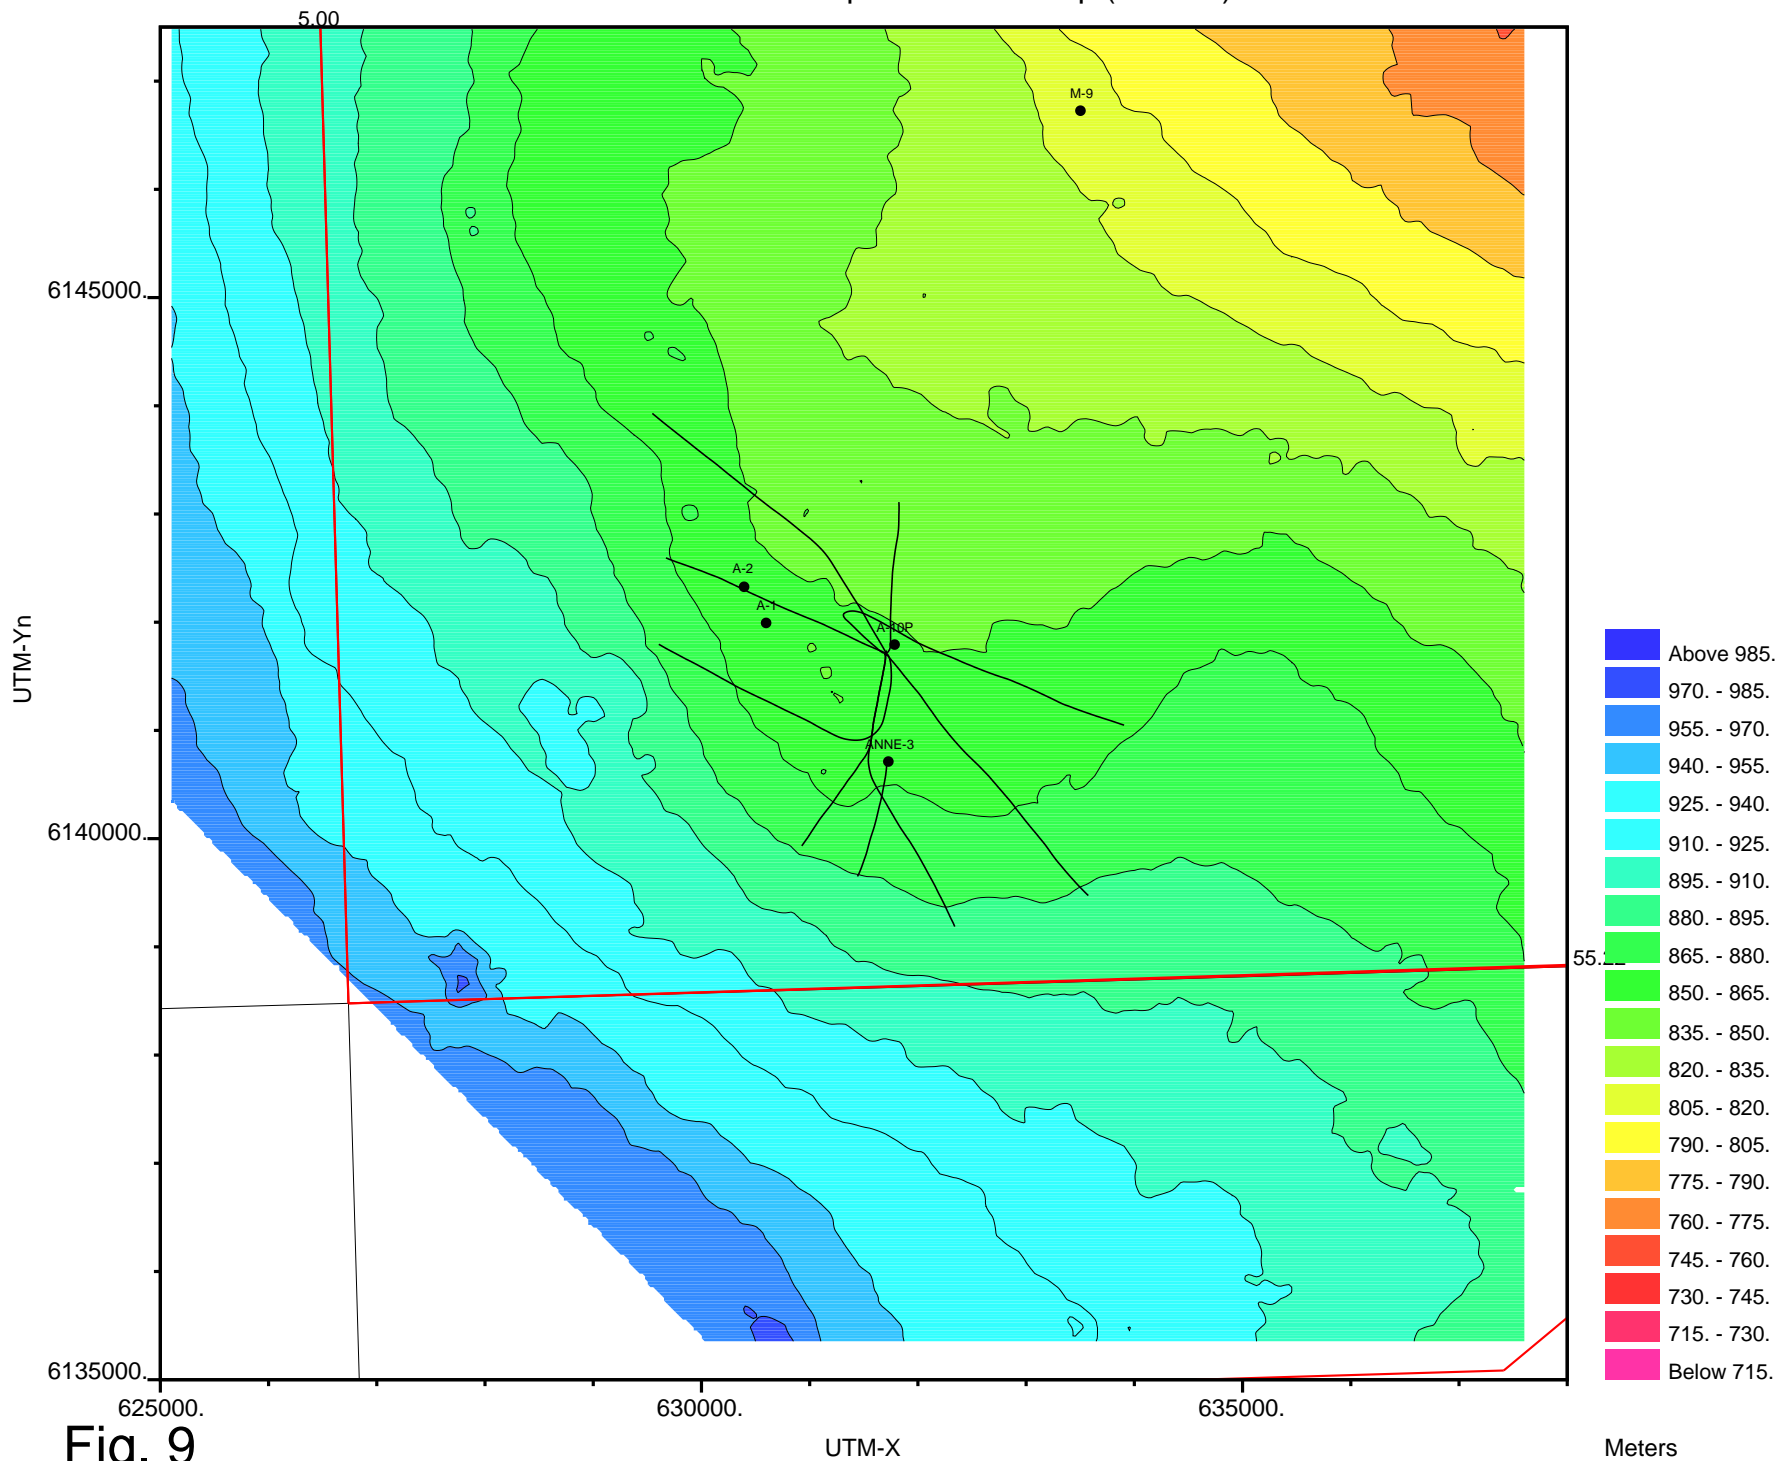 5.00
M-9
6145000.
A-2
A-1
A-10P
UTM-Yn
ANNE-3
6140000.
55.22
Above 985.
970. - 985.
955. - 970.
940. - 955.
925. - 940.
910. - 925.
895. - 910.
880. - 895.
865. - 880.
850. - 865.
835. - 850.
820. - 835.
805. - 820.
790. - 805.
775. - 790.
760. - 775.
745. - 760.
730. - 745.
715. - 730.
Below 715.
6135000.
625000.
630000.
635000.
Fig. 9
UTM-X
Meters